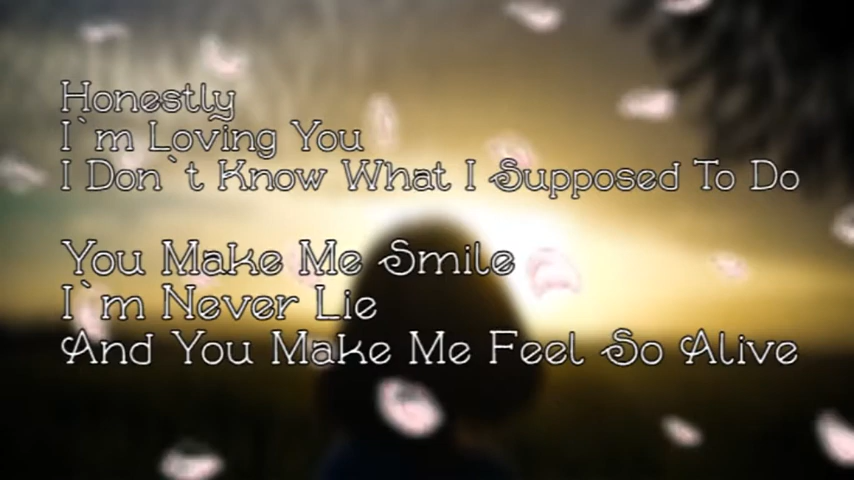 Honestly
I`m Loving You
I Don`t Know What I Supposed To Do
You Make Me Smile
I`m Never Lie
And You Make Me Feel So Alive